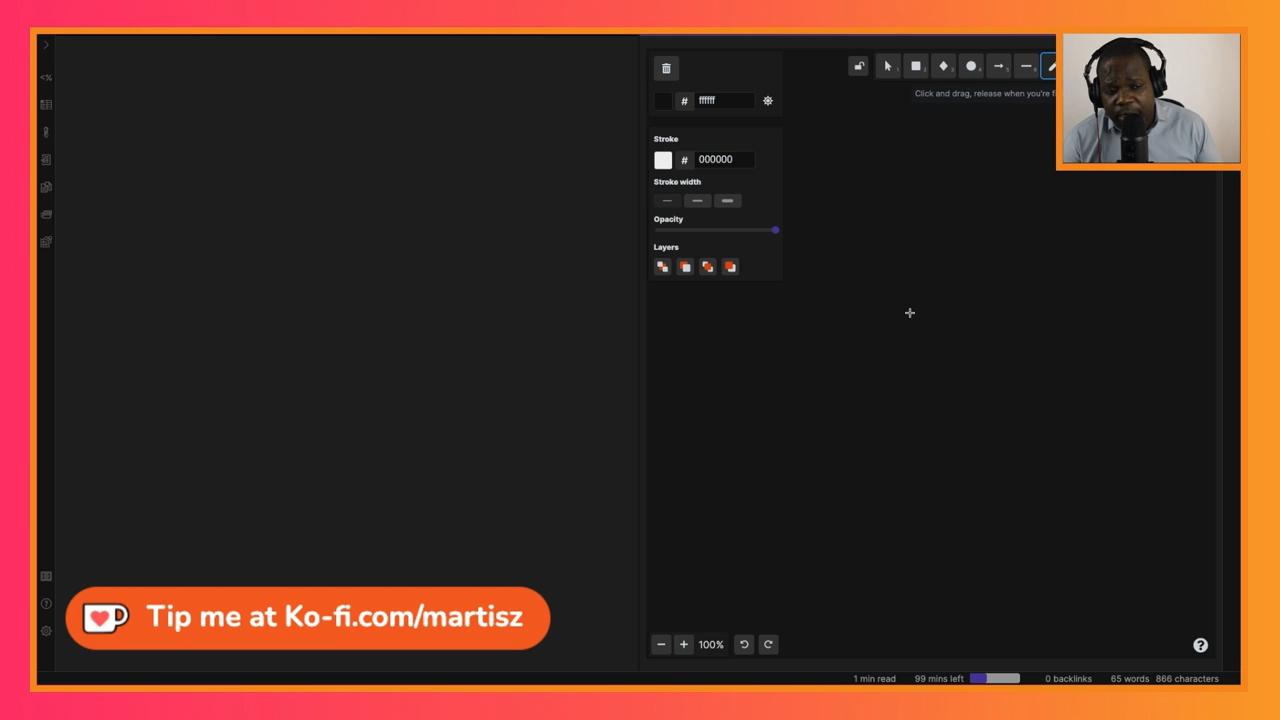 # ffffff
Click and drag, release when you're fi
Stroke
# 000000
Stroke width
Opacity
Layers
Tip me at Ko-fi.com/martisz
100%
1 min read 99 mins left 0 backlinks 65 words 866 characters